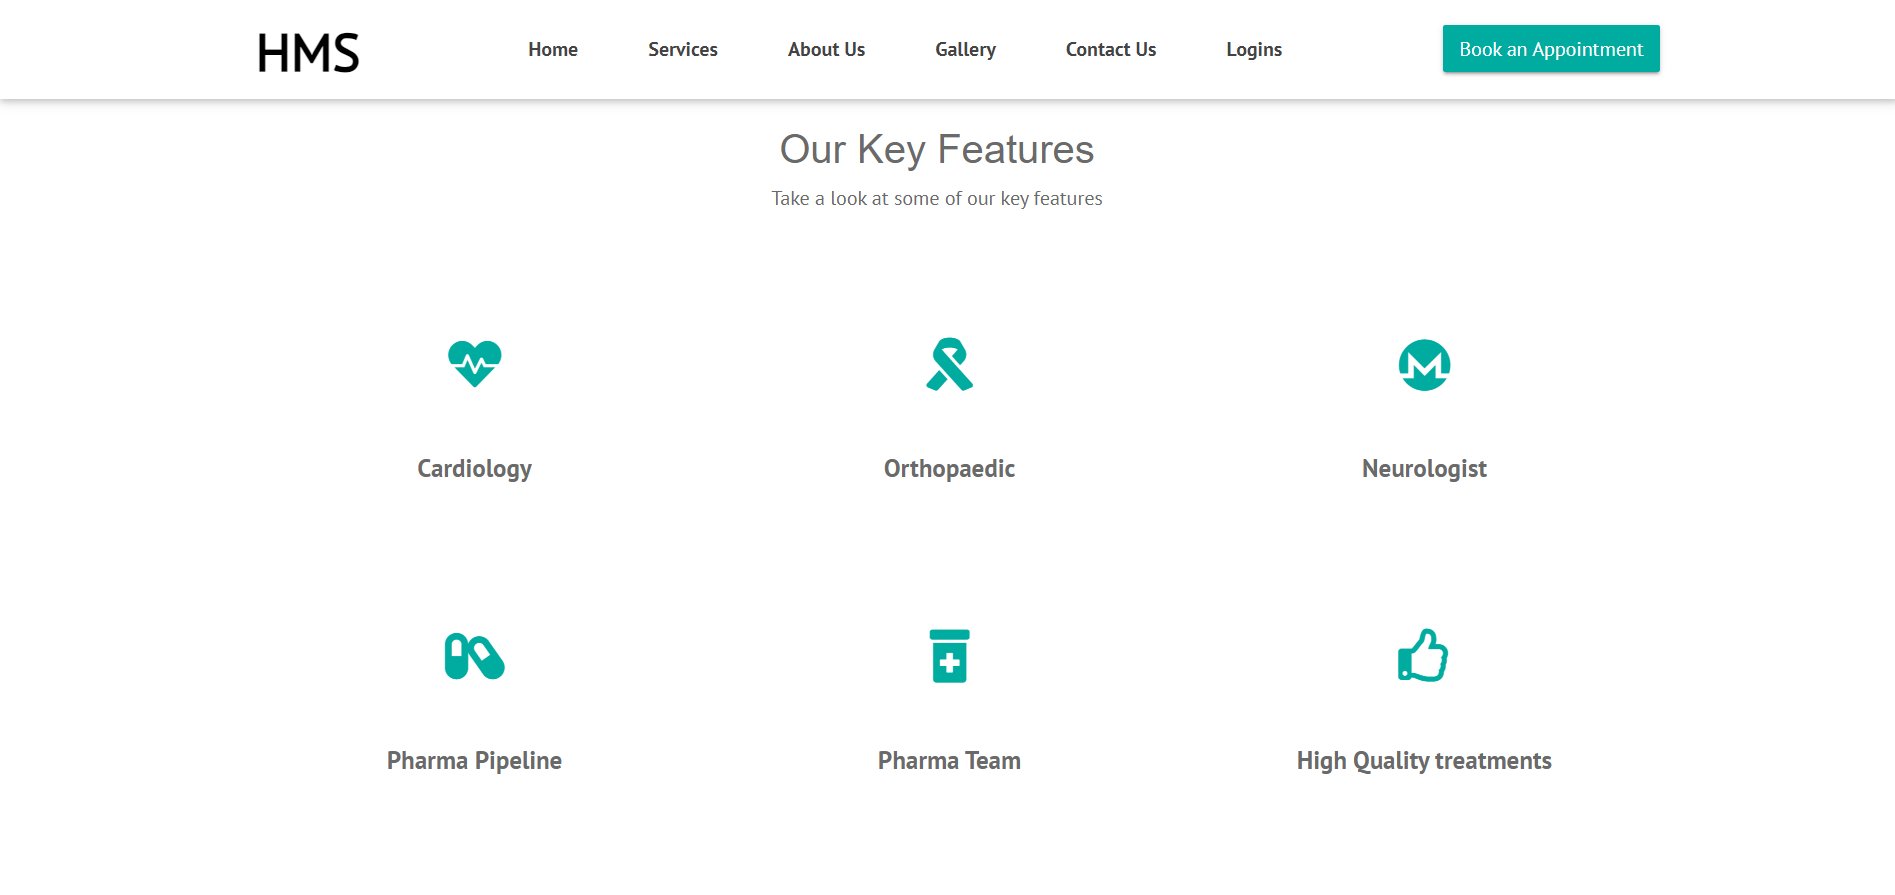 HMS
Home
Services
About Us
Gallery
Contact Us
Logins
Book an Appointment
Our Key Features
Take a look at some of our key features
Cardiology
Orthopaedic
Neurologist
Pharma Pipeline
Pharma Team
High Quality treatments